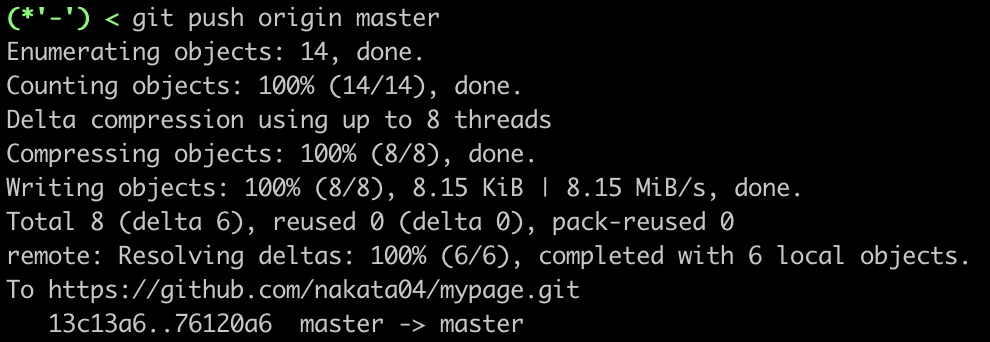 (*'-') < git push origin master
Enumerating objects: 14, done.
Counting objects: 100% (14/14), done.
Delta compression using up to 8 threads
Compressing objects: 100% (8/8), done.
Writing objects: 100% (8/8), 8.15 KiB | 8.15 MiB/s, done.
Total 8 (delta 6), reused 0 (delta 0), pack-reused 0
remote: Resolving deltas: 100% (6/6), completed with 6 local objects.
To https://github.com/nakata04/mypage.git
   13c13a6..76120a6  master -> master